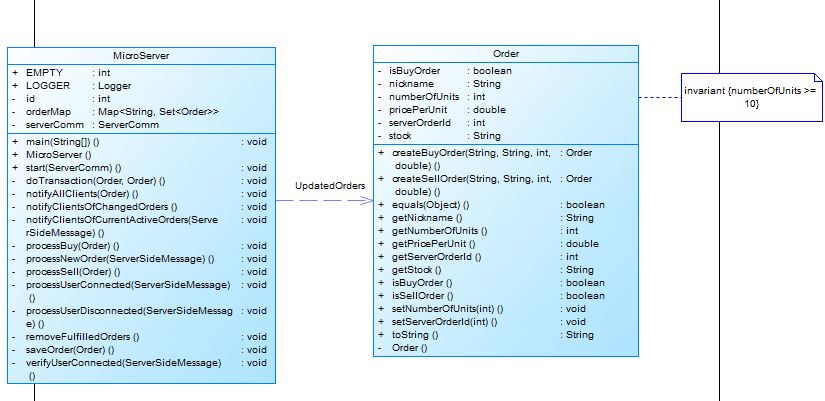 MicroServer
+ EMPTY : int
+ LOGGER : Logger
- id : int
- orderMap : Map<String, Set<Order>>
- serverComm : ServerComm
+ main(String[]) () : void
+ MicroServer ()
+ start(ServerComm) () : void
- doTransaction(Order, Order) () : void
- notifyAllClients(Order) () : void
- notifyClientsOfChangedOrders () : void
- notifyClientsOfCurrentActiveOrders(Serve : void
rSideMessage) ()
- processBuy(Order) () : void
- processNewOrder(ServerSideMessage) () : void
- processSell(Order) () : void
- processUserConnected(ServerSideMessage) : void
()
- processUserDisconnected(ServerSideMessag : void
e) ()
- removeFulfilledOrders () : void
- saveOrder(Order) () : void
- verifyUserConnected(ServerSideMessage) : void
()
UpdatedOrders
Order
- isBuyOrder : boolean
- nickname : String
- numberOfUnits : int
- pricePerUnit : double
- serverOrderId : int
- stock : String
+ createBuyOrder(String, String, int, : Order
double) ()
+ createSellOrder(String, String, int, : Order
double) ()
+ equals(Object) () : boolean
+ getNickname () : String
+ getNumberOfUnits () : int
+ getPricePerUnit () : double
+ getServerOrderId () : int
+ getStock () : String
+ isBuyOrder () : boolean
+ isSellOrder () : boolean
+ setNumberOfUnits(int) () : void
+ setServerOrderId(int) () : void
+ toString () : String
- Order ()
invariant {numberOfUnits >=
10}